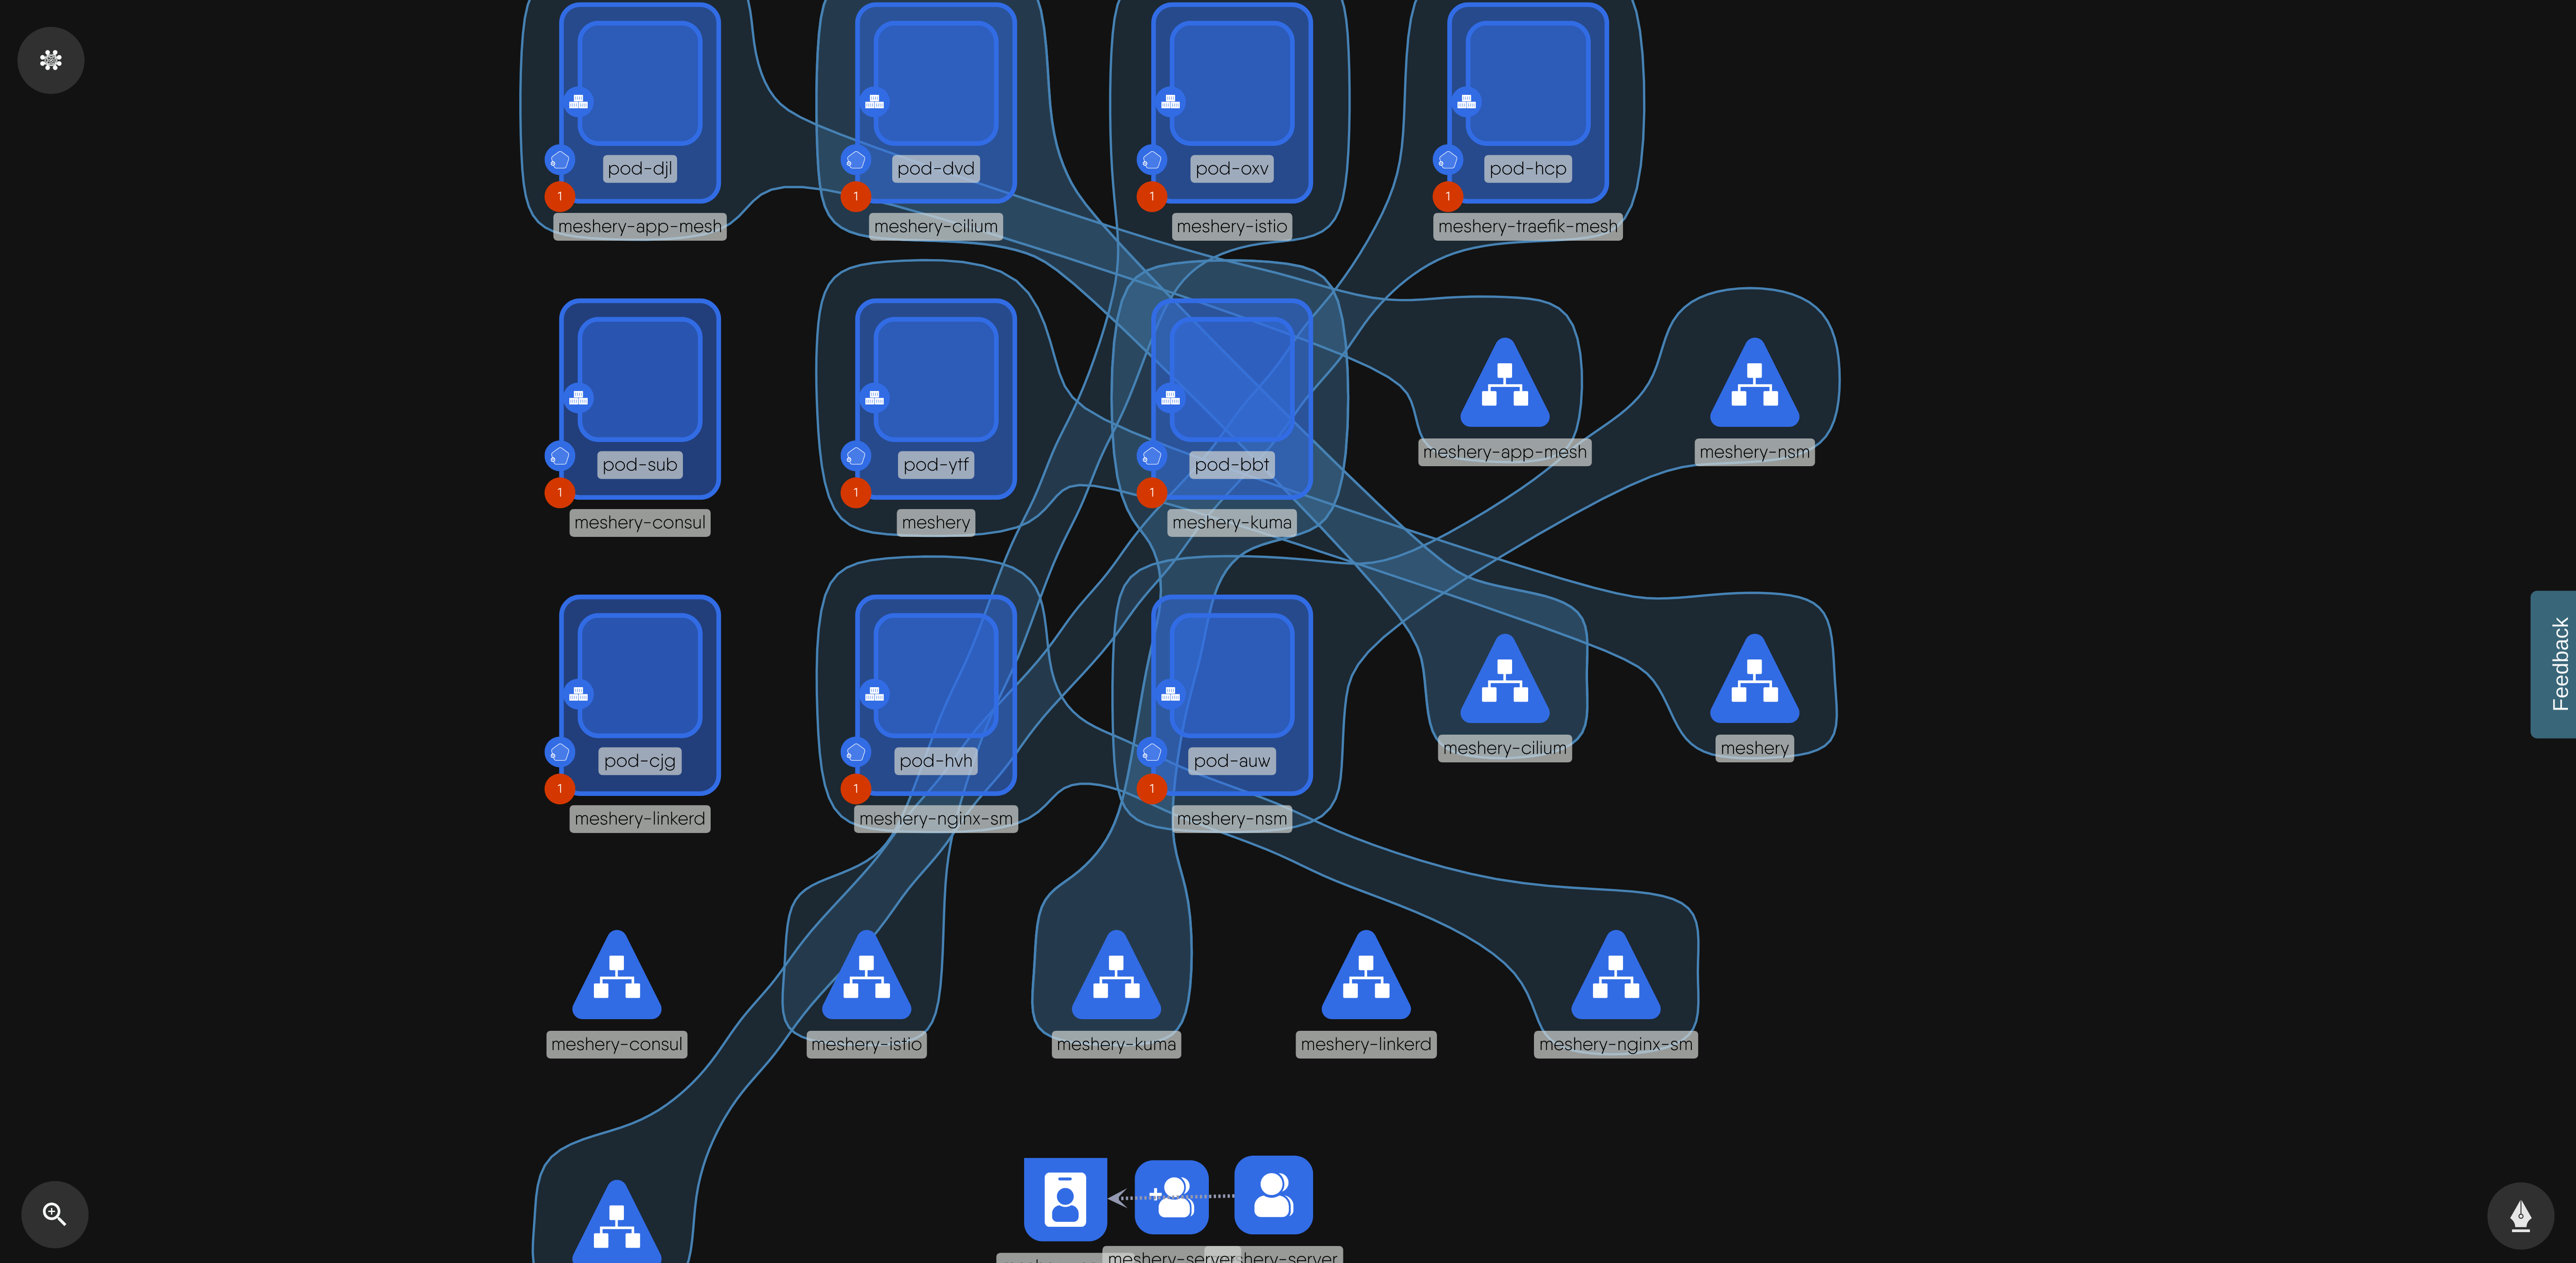 pod-djl
pod-dvd
pod-oxv
pod-hcp
1
1
1
1
meshery-app-mesh
meshery-cilium
meshery-istio
meshery-traefik-mesh
pod-sub
pod-ytf
pod-bbt
meshery-app-mesh
meshery-nsm
1
1
1
meshery-consul
meshery
meshery-kuma
Feedback
pod-cjg
pod-hvh
pod-auw
meshery-cilium
meshery
1
1
1
meshery-linkerd
meshery-nginx-sm
meshery-nsm
meshery-consul
meshery-istio
meshery-kuma
meshery-linkerd
meshery-nginx-sm
meshery-server